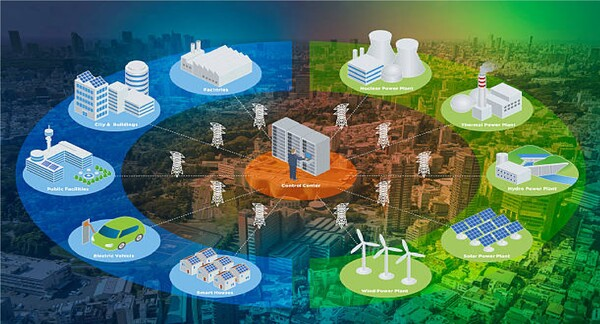 Factories
Nuclear Power Plant
City & Buildings
Thermal Power Plant
Control Center
Public Facilities
Hydro Power Plant
Electric Vehicle
Solar Power Plant
Smart Houses
Wind Power Plant